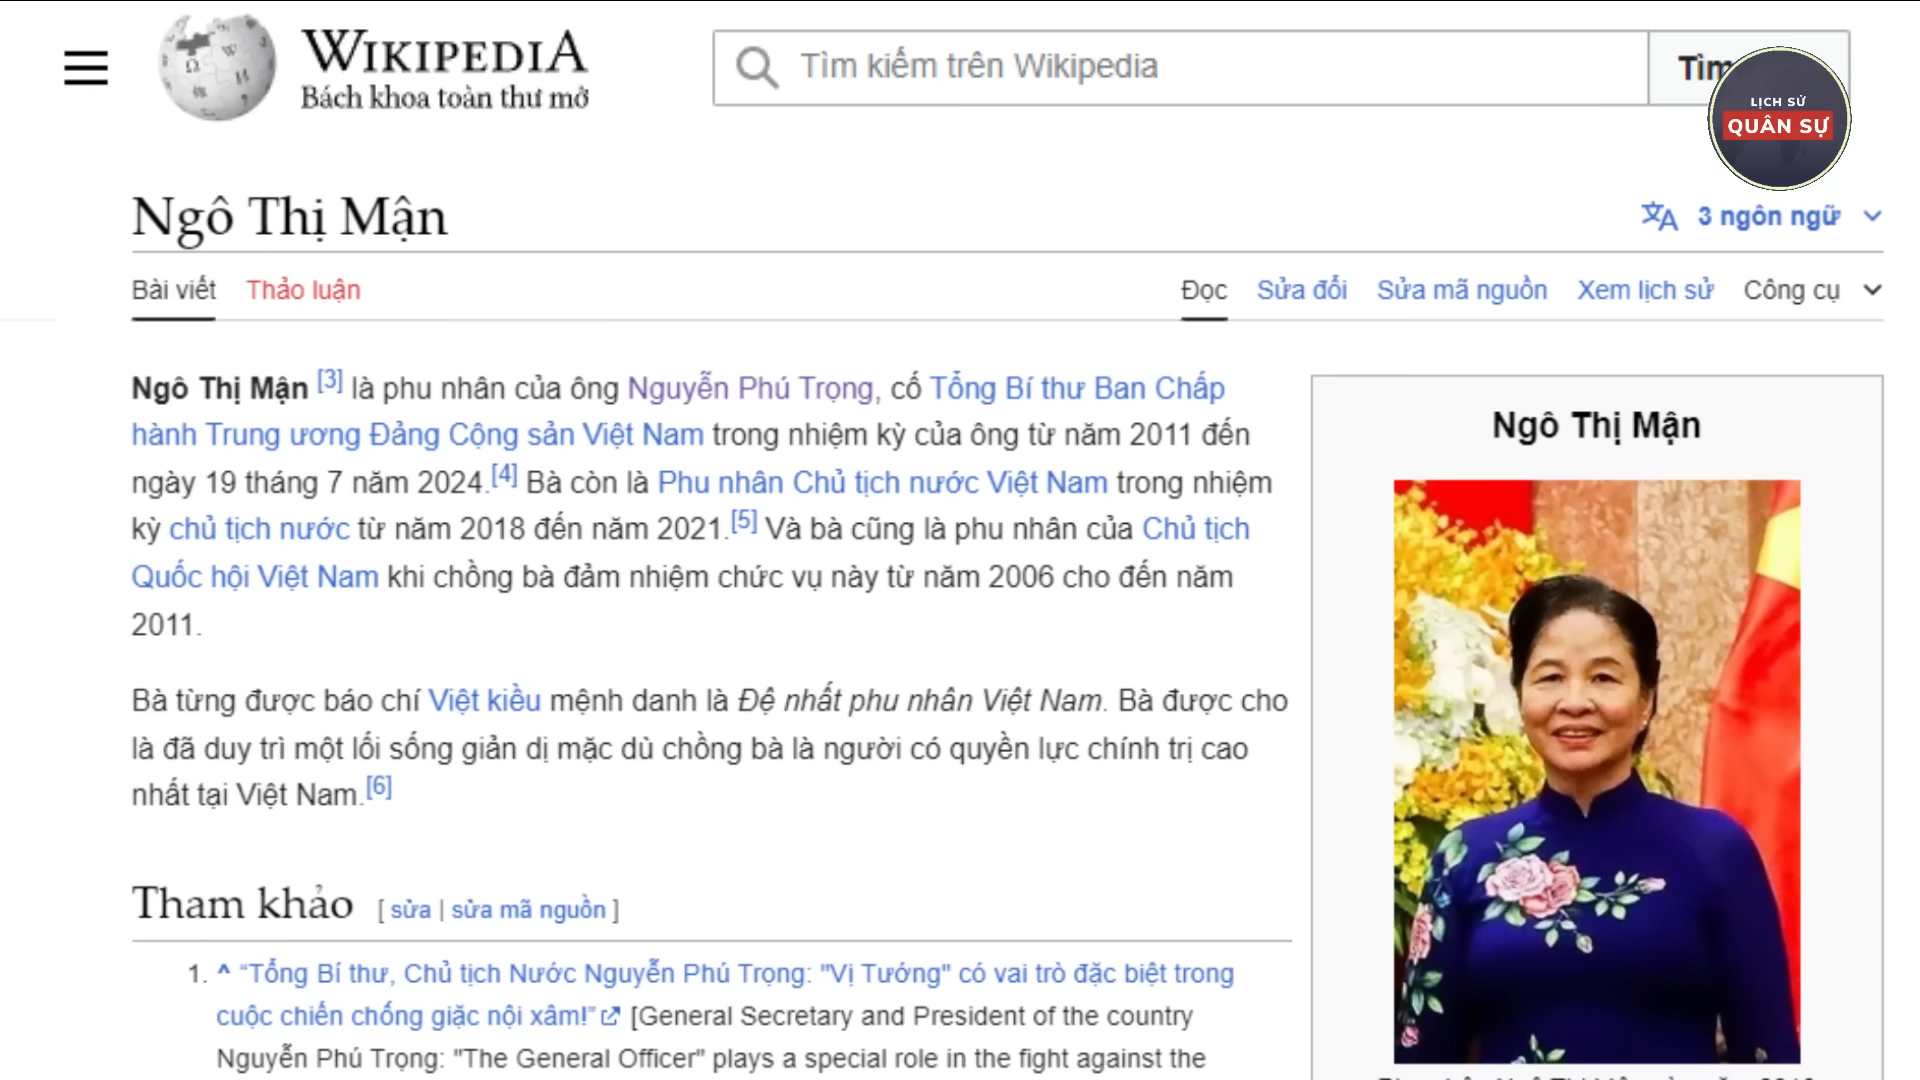 WIKIPEDIA
Bách khoa toàn thư mở
Tìm kiếm trên Wikipedia
Tìm
LỊCH SỬ
QUÂN SỰ
Ngô Thị Mận
3 ngôn ngữ
Bài viết Thảo luận
Đọc Sửa đổi Sửa mã nguồn Xem lịch sử Công cụ
Ngô Thị Mận [3] là phu nhân của ông Nguyễn Phú Trọng, cố Tổng Bí thư Ban Chấp
hành Trung ương Đảng Cộng sản Việt Nam trong nhiệm kỳ của ông từ năm 2011 đến
ngày 19 tháng 7 năm 2024.[4] Bà còn là Phu nhân Chủ tịch nước Việt Nam trong nhiệm
kỳ chủ tịch nước từ năm 2018 đến năm 2021.[5] Và bà cũng là phu nhân của Chủ tịch
Quốc hội Việt Nam khi chồng bà đảm nhiệm chức vụ này từ năm 2006 cho đến năm
2011.
Bà từng được báo chí Việt kiều mệnh danh là Đệ nhất phu nhân Việt Nam. Bà được cho
là đã duy trì một lối sống giản dị mặc dù chồng bà là người có quyền lực chính trị cao
nhất tại Việt Nam.[6]
Tham khảo [ sửa | sửa mã nguồn ]
1. ^ “Tổng Bí thư, Chủ tịch Nước Nguyễn Phú Trọng: "Vị Tướng" có vai trò đặc biệt trong
cuộc chiến chống giặc nội xâm!” [General Secretary and President of the country
Nguyễn Phú Trọng: "The General Officer" plays a special role in the fight against the
Ngô Thị Mận